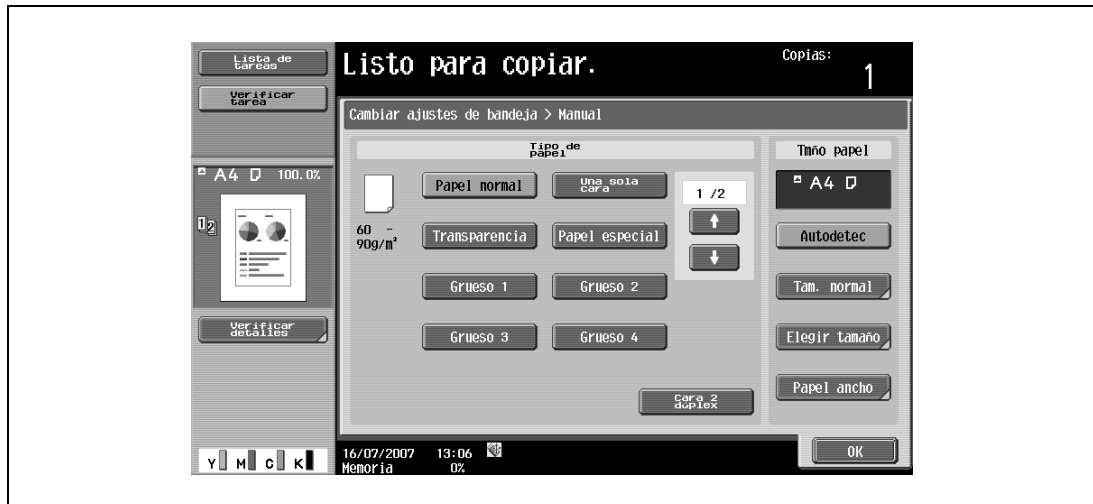 Lista de
tareas
Verificar
tarea
A4 100.0%
12
Verificar
detalles
Y M C K
Listo para copiar.
Copias:
1
Cambiar ajustes de bandeja > Manual
Tipo de
papel
60 -
90g/m²
Papel normal
Una sola
cara
Transparencia
Papel especial
Grueso 1
Grueso 2
Grueso 3
Grueso 4
1 /2
Cara 2
dúplex
Tmño papel
A4
Autodetec
Tam. normal
Elegir tamaño
Papel ancho
16/07/2007 13:06
Memoria 0%
OK